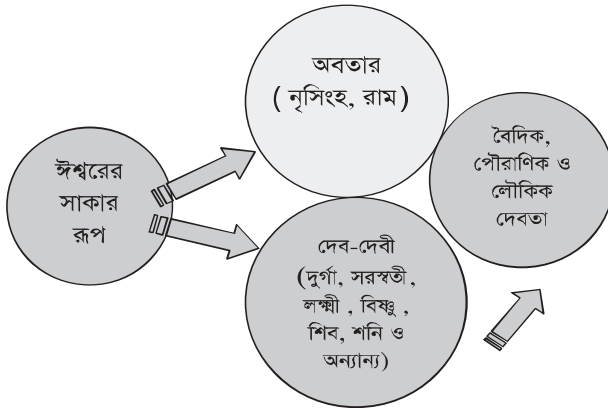 ঈশ্বরের
সাকার
রূপ
অবতার
( নৃসিংহ, রাম )
দেব-দেবী
(দুর্গা, সরস্বতী,
লক্ষ্মী , বিষ্ণু ,
শিব, শনি ও
অন্যান্য)
বৈদিক,
পৌরাণিক ও
লৌকিক
দেবতা